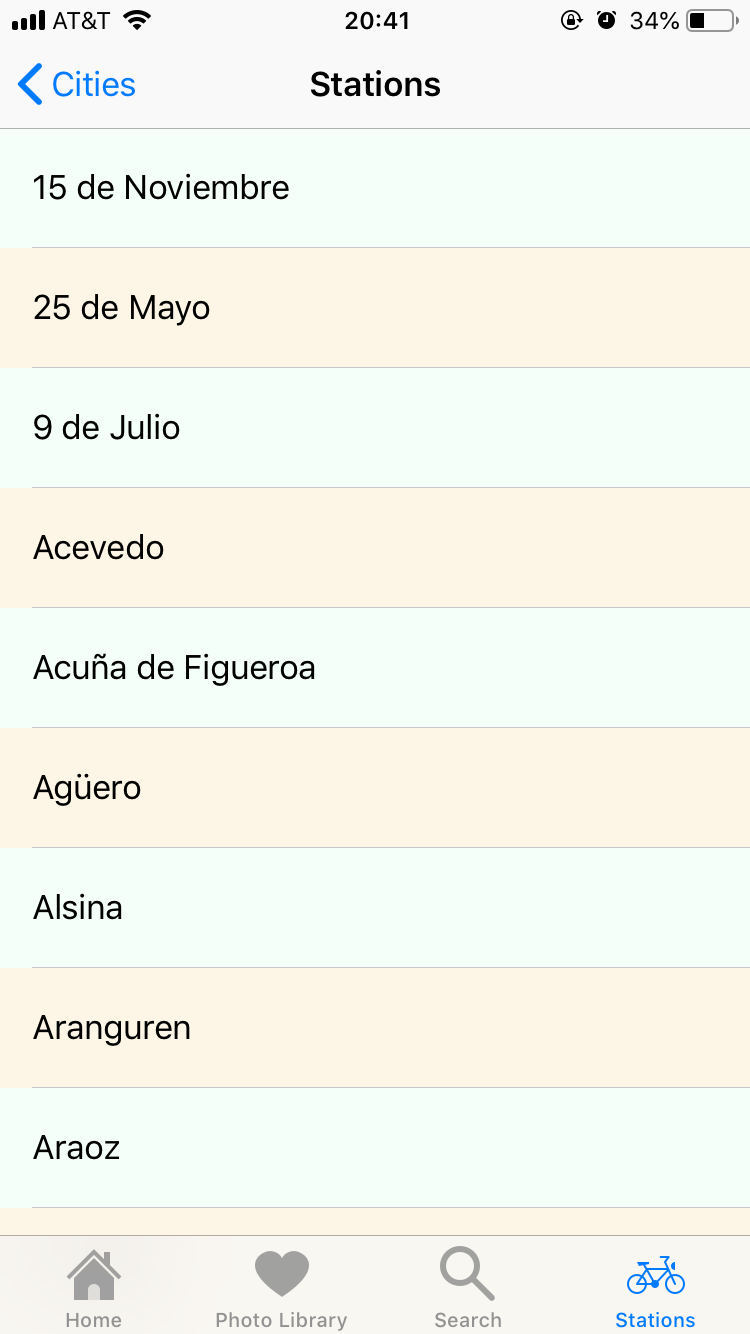 AT&T 20:41 34%
Cities Stations
15 de Noviembre
25 de Mayo
9 de Julio
Acevedo
Acuña de Figueroa
Agüero
Alsina
Aranguren
Araoz
Home Photo Library Search Stations